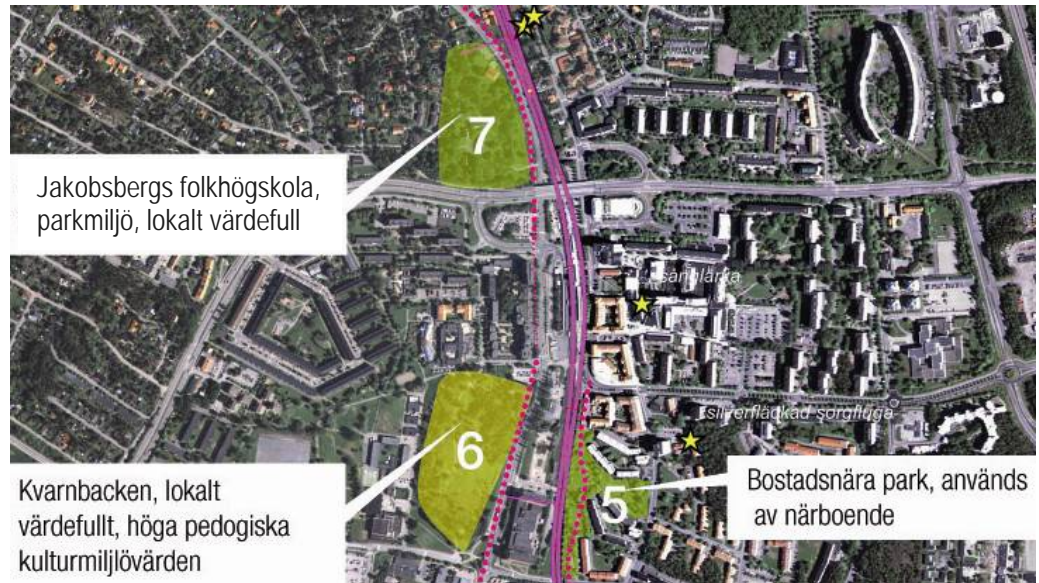 7
Jakobsbergs folkhögskola,
parkmiljö, lokalt värdefull
sånglärka
silverfläckad sorgfluga
6
5
Kvarnbacken, lokalt
värdefullt, höga pedogiska
kulturmiljövärden
Bostadsnära park, används
av närboende